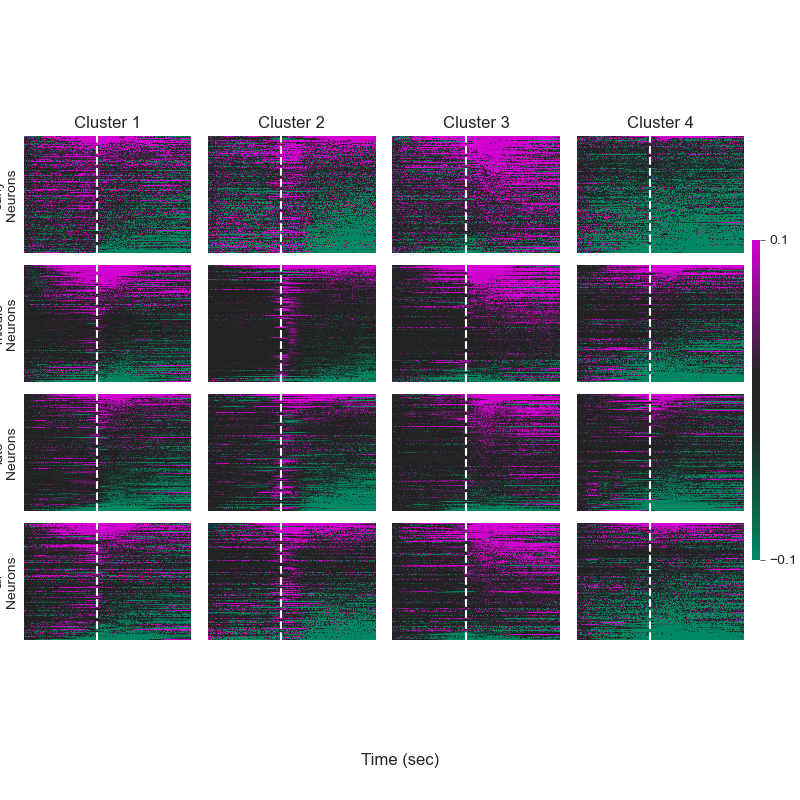 Cluster 1
Cluster 2
Cluster 3
Cluster 4
Neurons
0.1
Neurons
Neurons
−0.1
Neurons
Time (sec)